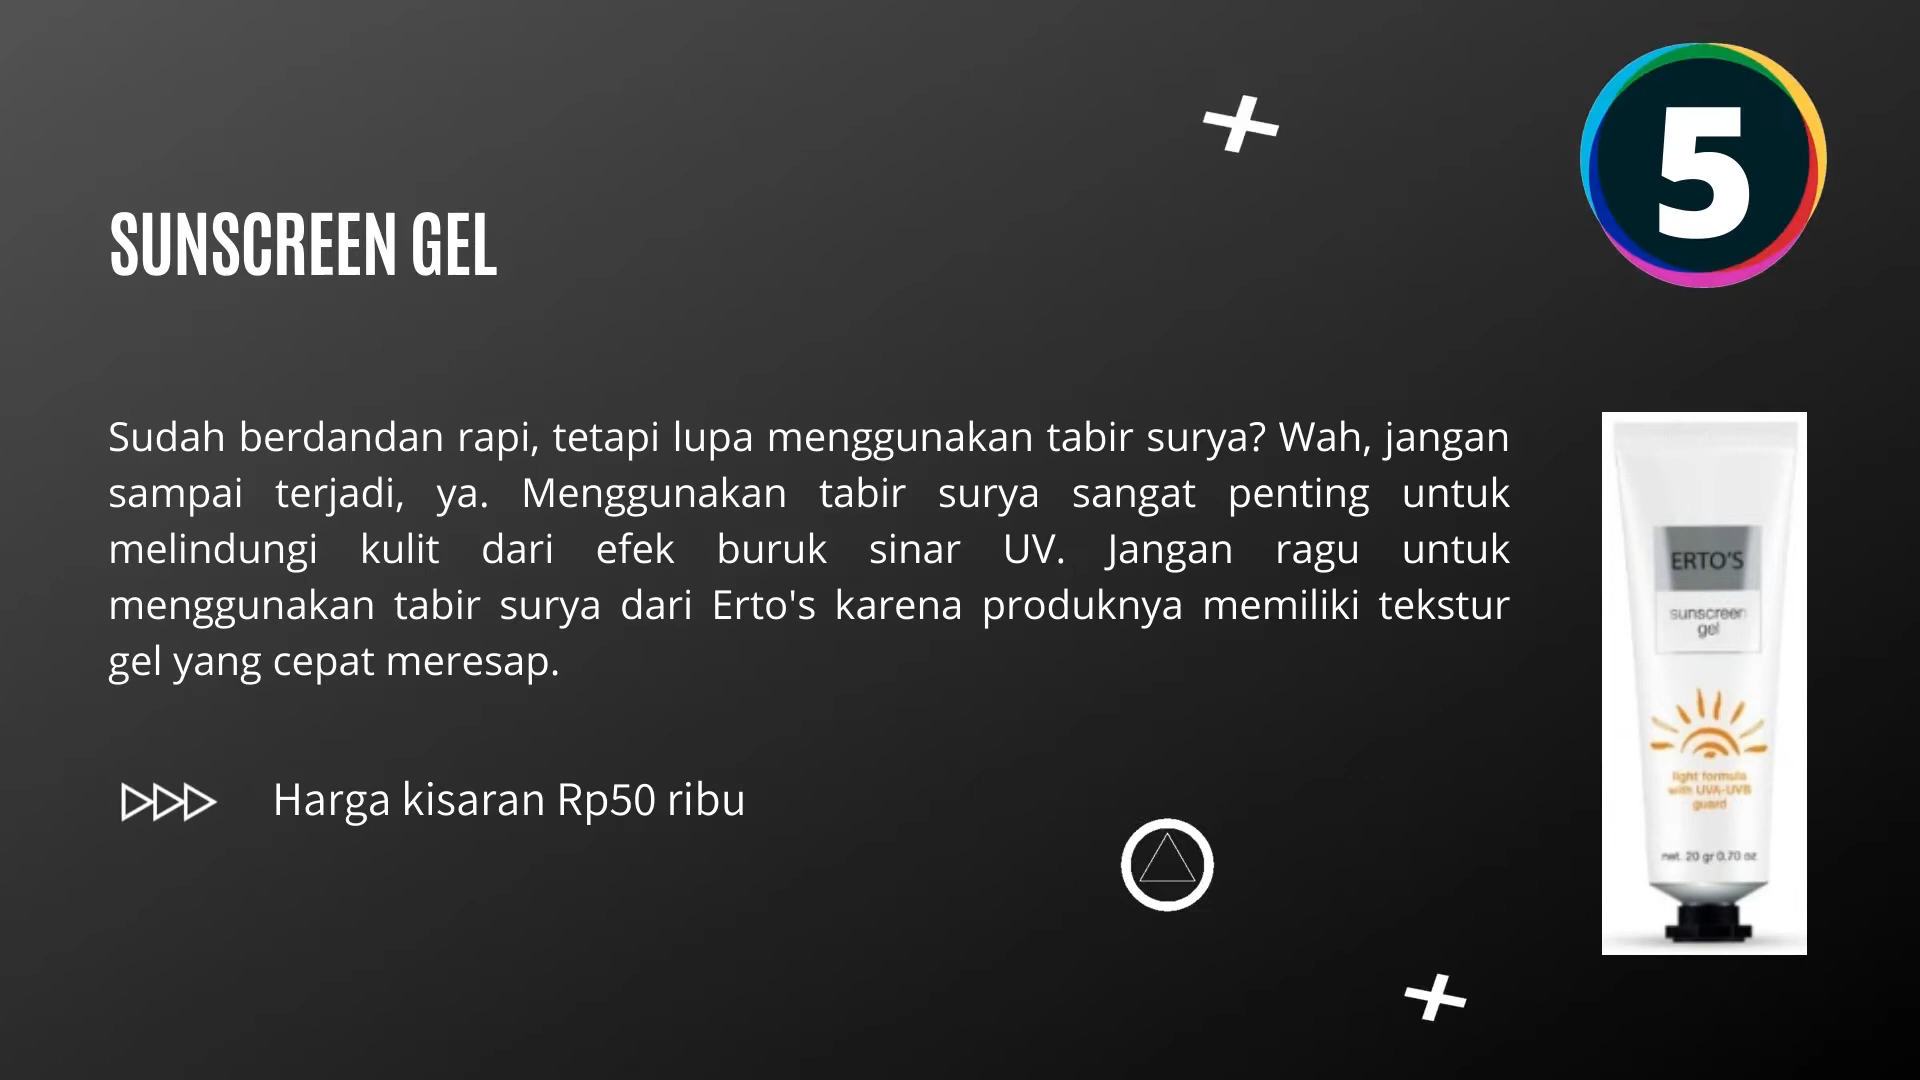 5
SUNSCREEN GEL
Sudah berdandan rapi, tetapi lupa menggunakan tabir surya? Wah, jangan
sampai terjadi, ya. Menggunakan tabir surya sangat penting untuk
melindungi kulit dari efek buruk sinar UV. Jangan ragu untuk
menggunakan tabir surya dari Erto's karena produknya memiliki tekstur
gel yang cepat meresap.
Harga kisaran Rp50 ribu
ERTO'S
sunscreen
gel
light formula
with UVA-UVB
guard
net. 20 gr 0.70 oz